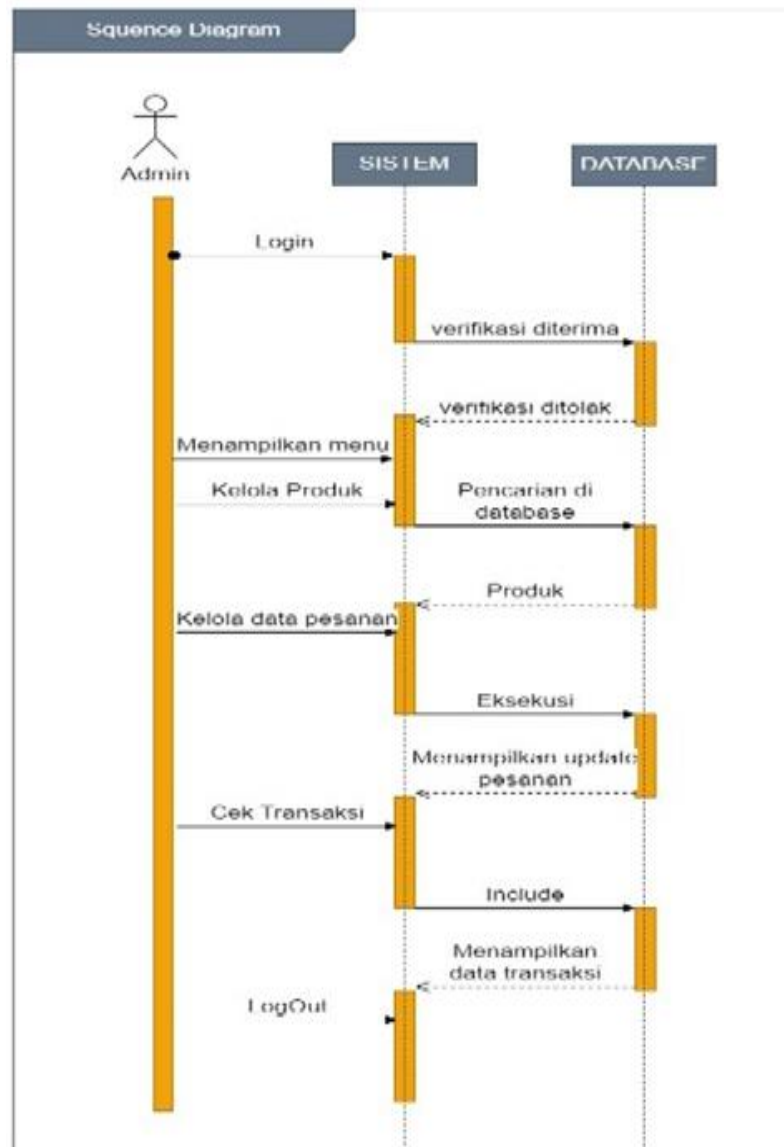 Squence Diagram
Admin
SISTEM
DATABASE
Login
verifikasi diterima
verifikasi ditolak
Menampilkan menu
Kelola Produk
Pencarian di
database
Produk
Kelola data pesanan
Eksekusi
Menampilkan update
pesanan
Cek Transaksi
Include
Menampilkan
data transaksi
LogOut